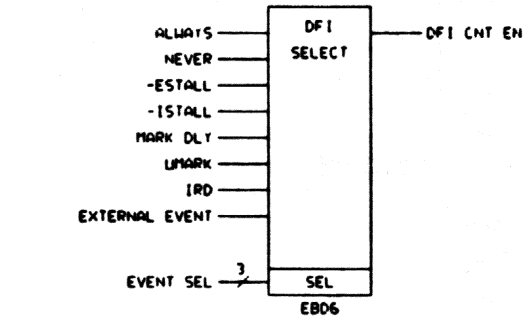 DFI
SELECT
ALWAYS
NEVER
-ESTALL
-ISTALL
MARK DLY
UMARK
IRD
EXTERNAL EVENT
DFI CNT EN
EVENT SEL
3
SEL
EBD6